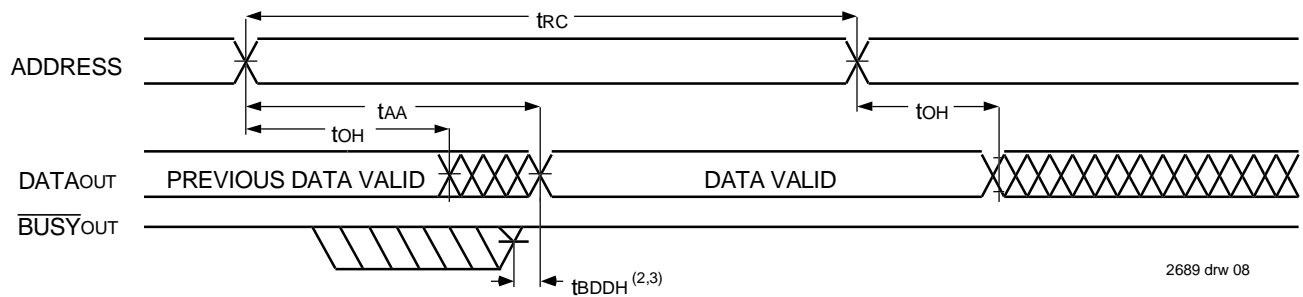 tRC
ADDRESS
tAA
tOH
tOH
DATAOUT
PREVIOUS DATA VALID
DATA VALID
BUSYOUT
tBDDH (2,3)
2689 drw 08